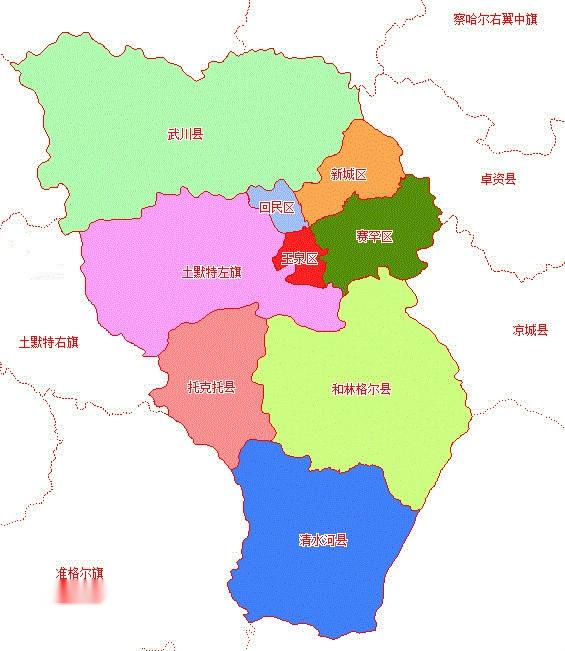 察哈尔右翼中旗
武川县
新城区
卓资县
回民区
赛罕区
玉泉区
土默特左旗
凉城县
土默特右旗
托克托县
和林格尔县
清水河县
准格尔旗